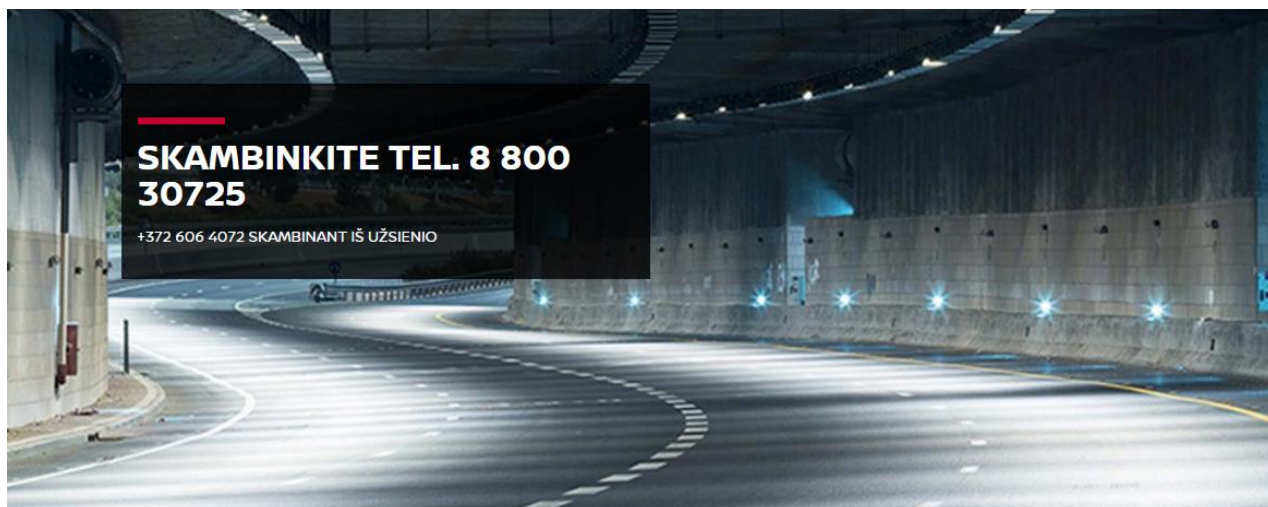 SKAMBINKITE TEL. 8 800
30725
+372 606 4072 SKAMBINANT IŠ UŽSIENIO